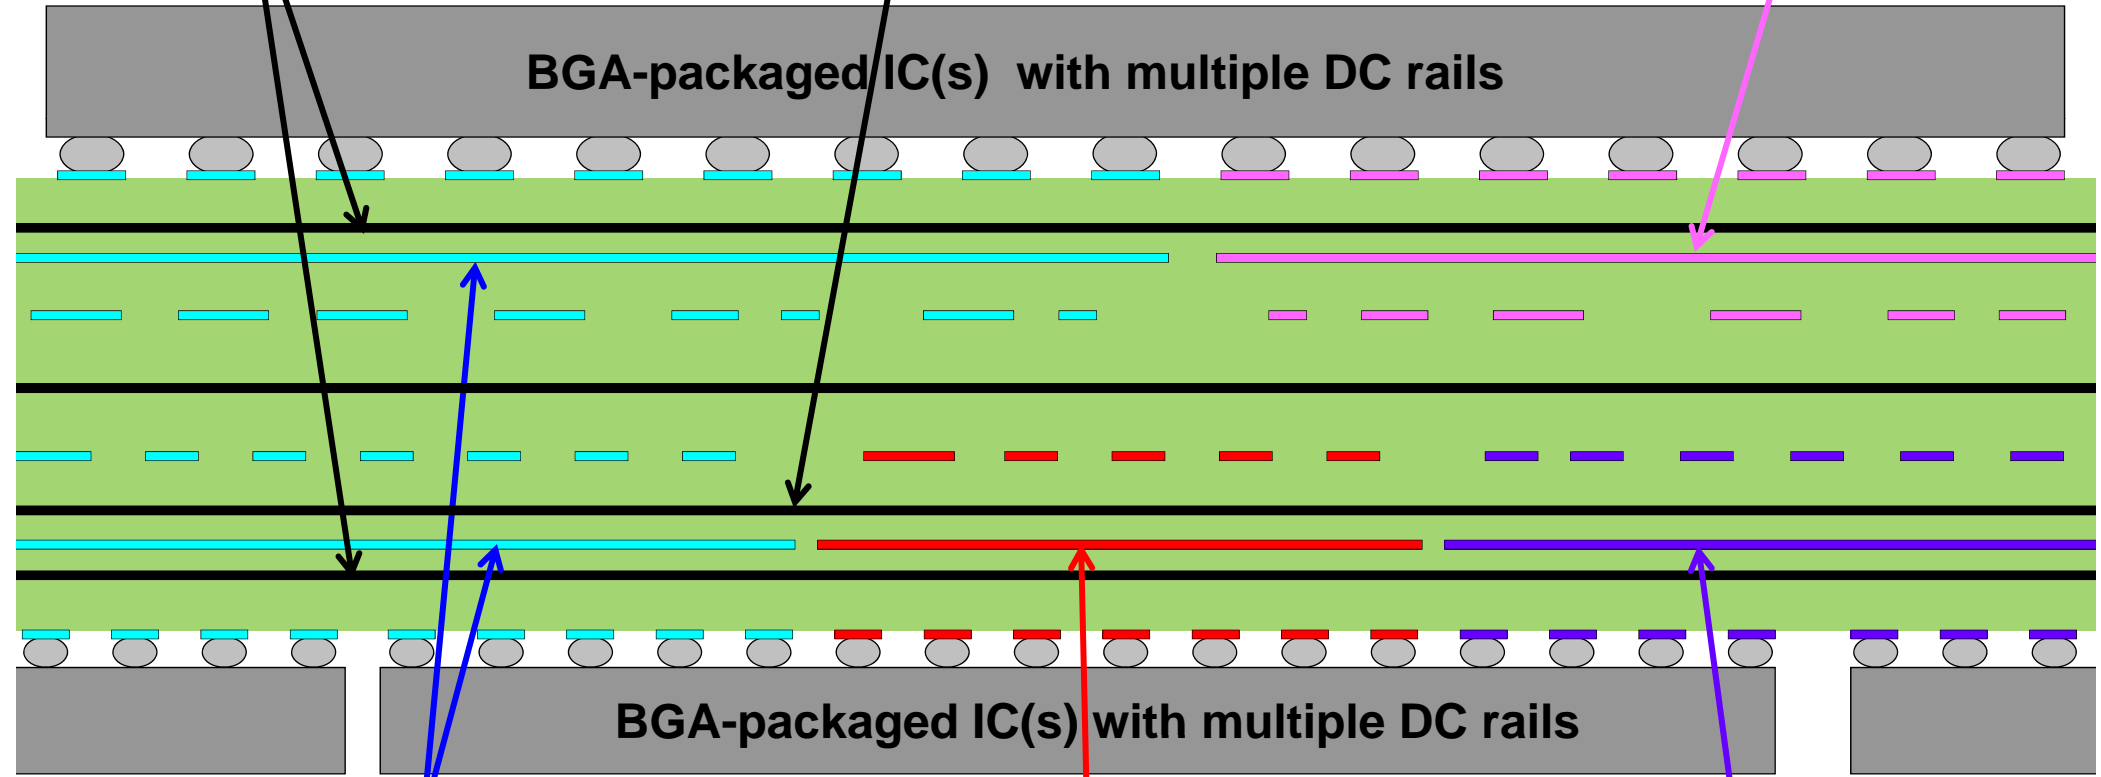 BGA-packaged IC(s)  with multiple DC rails
BGA-packaged IC(s) with multiple DC rails